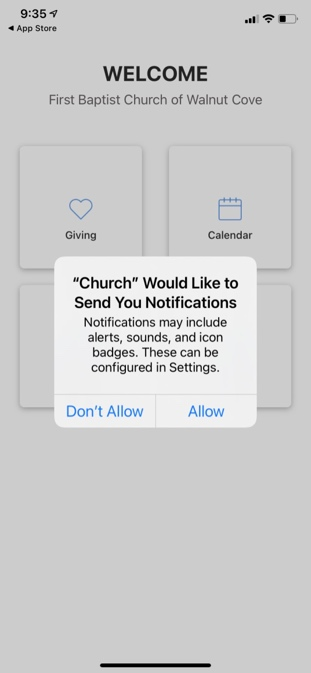 9:35
◀ App Store
WELCOME
First Baptist Church of Walnut Cove
Giving
Calendar
“Church” Would Like to
Send You Notifications
Notifications may include
alerts, sounds, and icon
badges. These can be
configured in Settings.
Don’t Allow
Allow